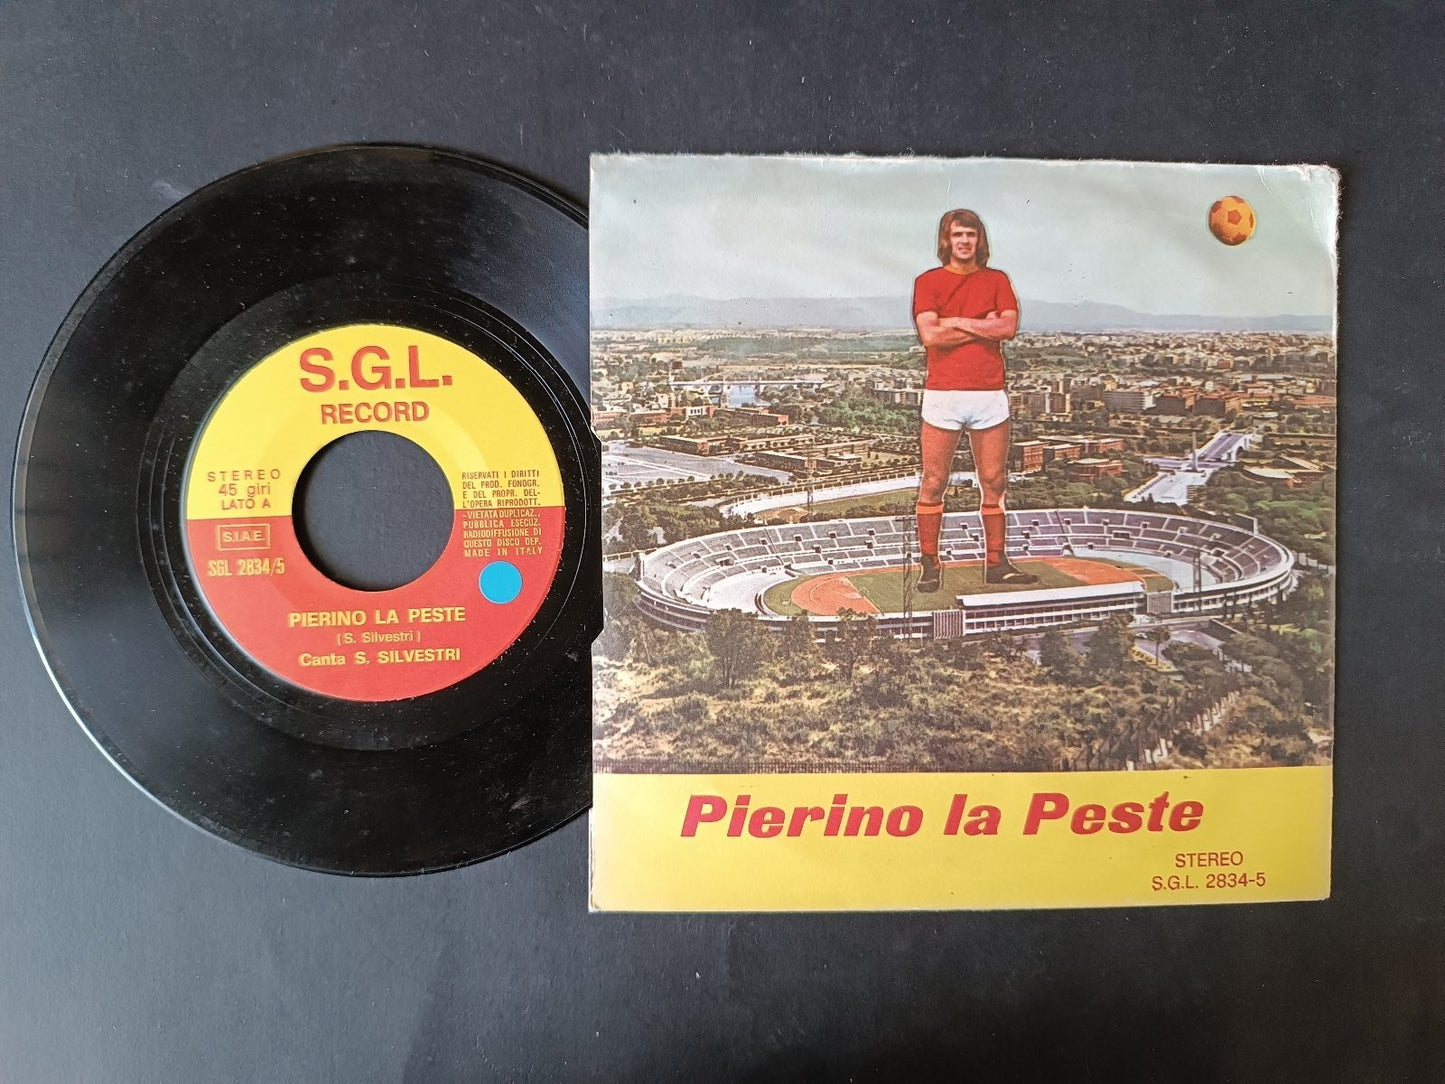 S.G.L.
RECORD
STEREO
45 giri
LATO A
S.I.A.E.
SGL 2834/5
RISERVATI I DIRITTI
DEL PROD. FONOGR.
E DEL PROPR. DEL-
L'OPERA RIPRODOTT.
-VIETATA DUPLICAZ.,
PUBBLICA ESECUZ.
RADIODIFFUSIONE DI
QUESTO DISCO DEP.
MADE IN ITALY
PIERINO LA PESTE
(S. Silvestri)
Canta S. SILVESTRI
Pierino la Peste
STEREO
S.G.L. 2834-5